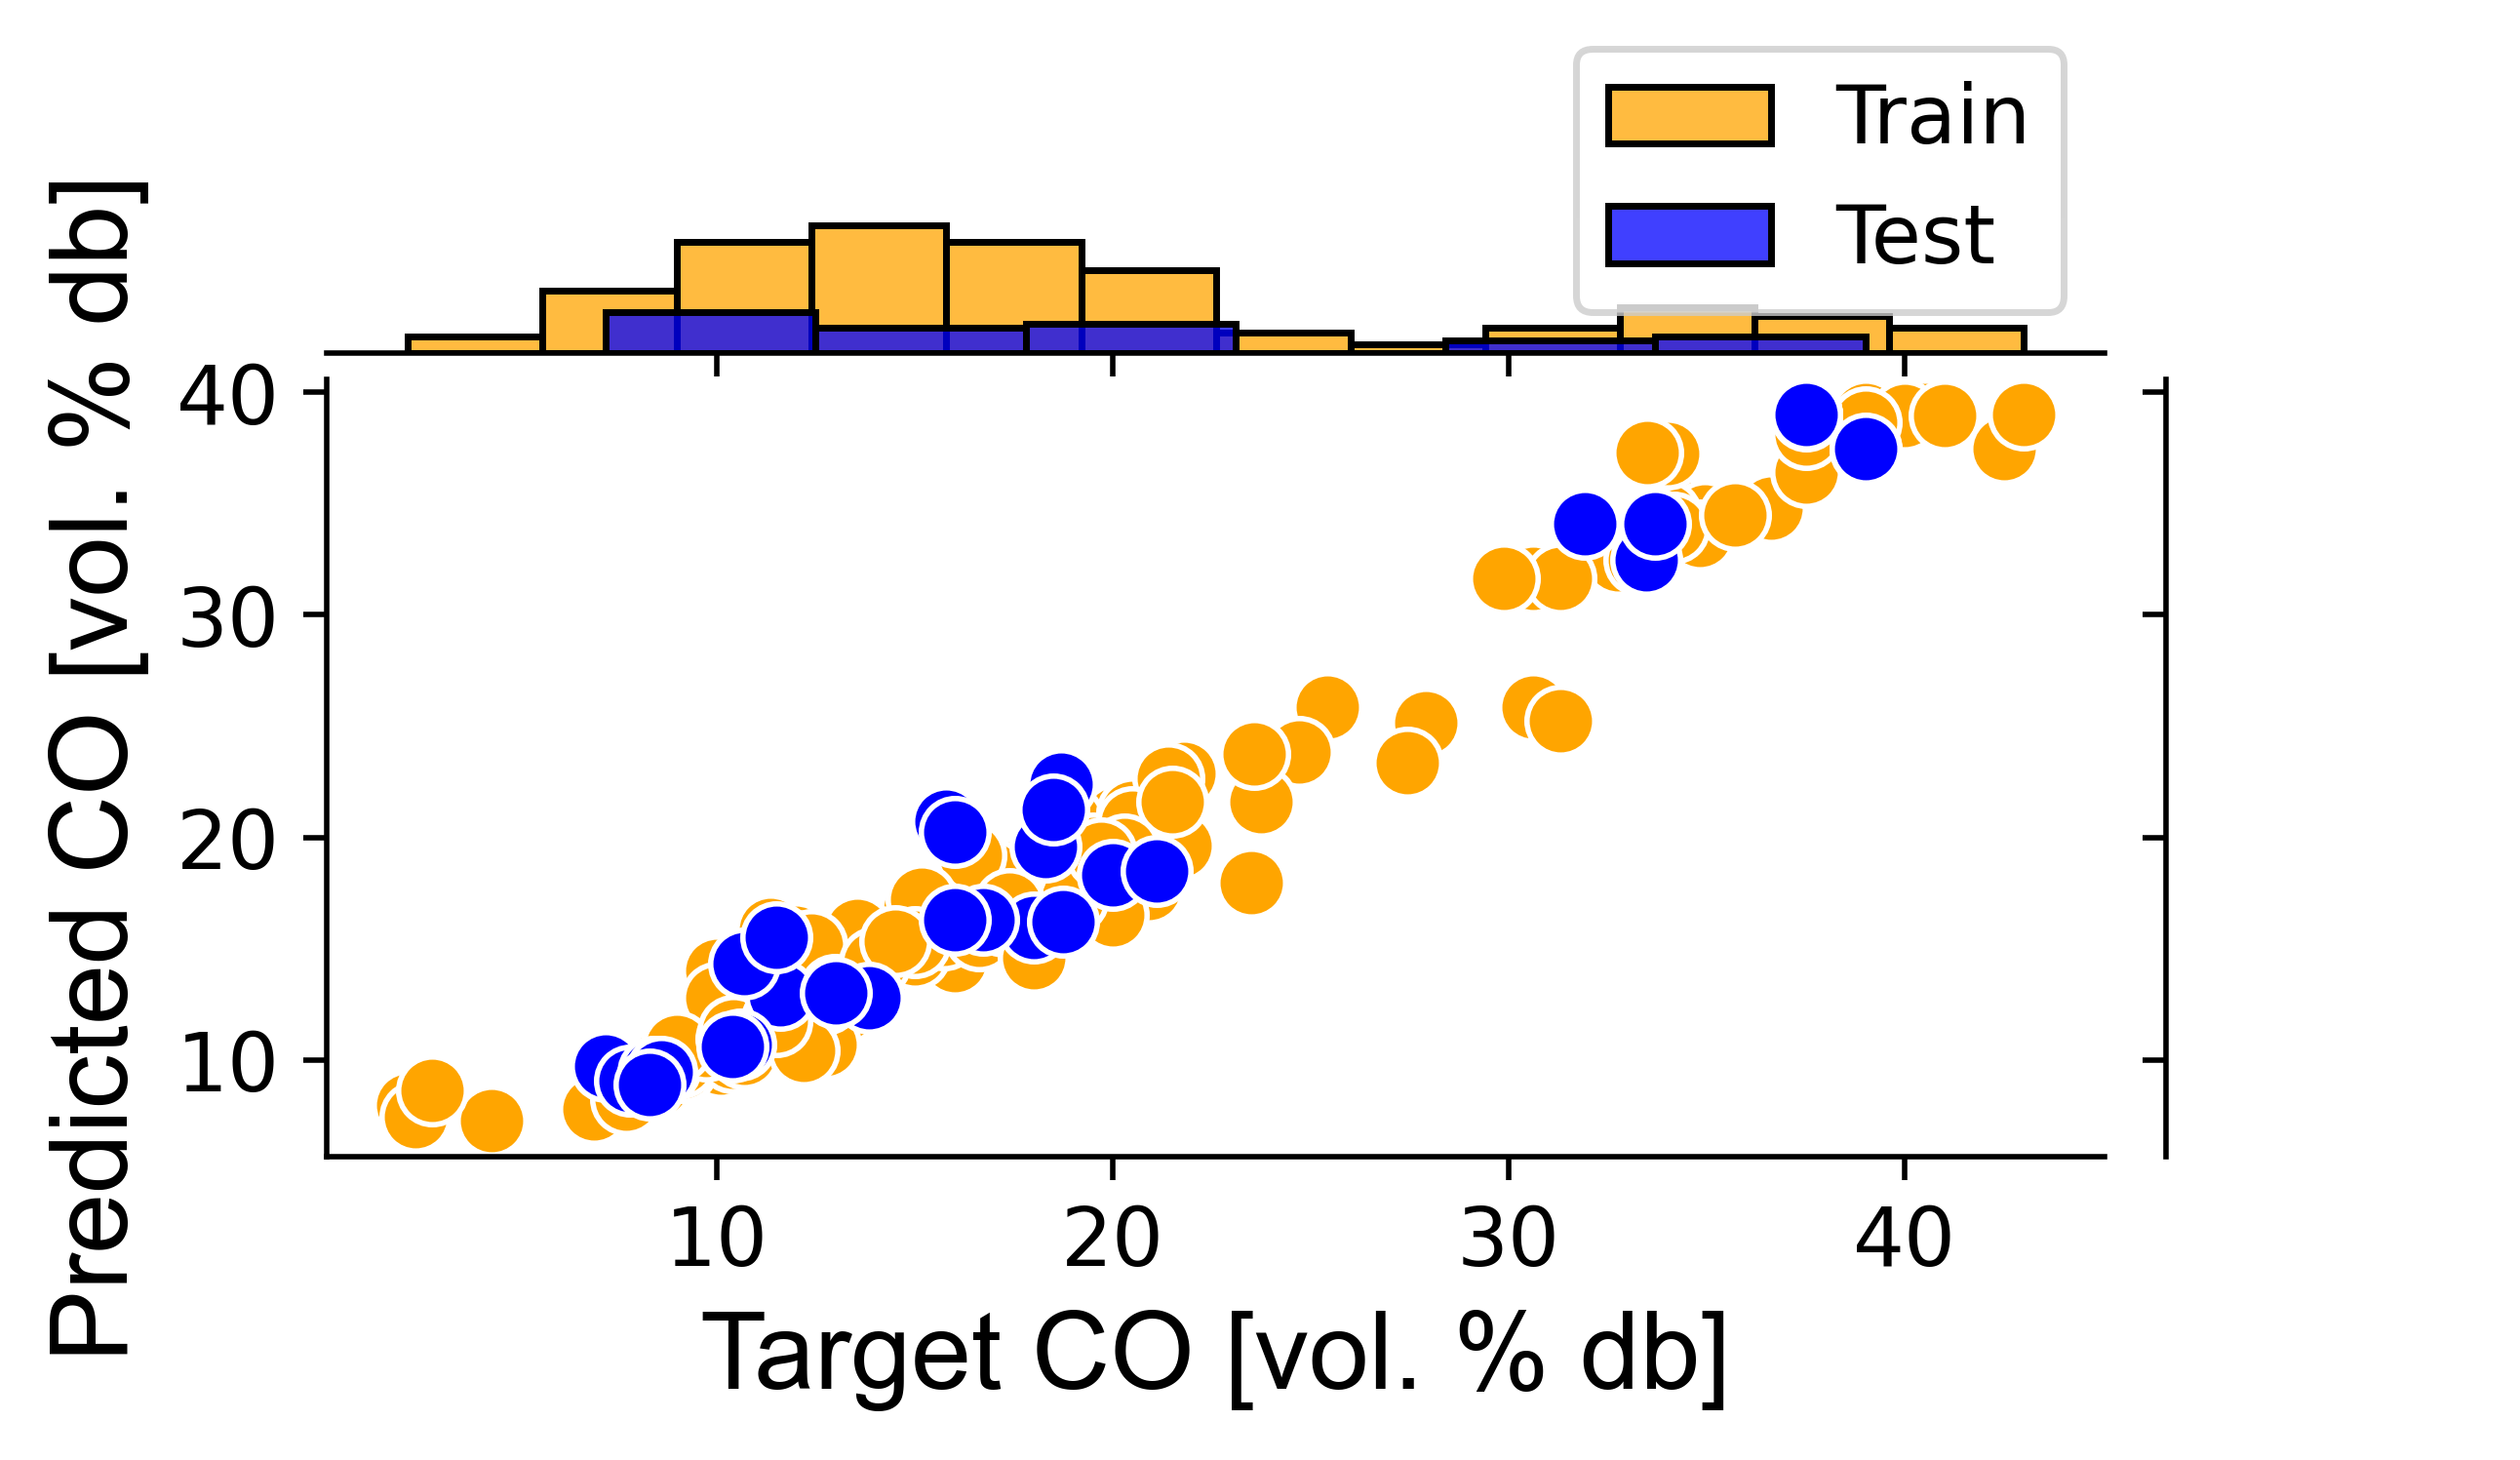 Train
Test
Predicted CO [vol. % db]
40
30
20
10
10 20 30 40
Target CO [vol. % db]